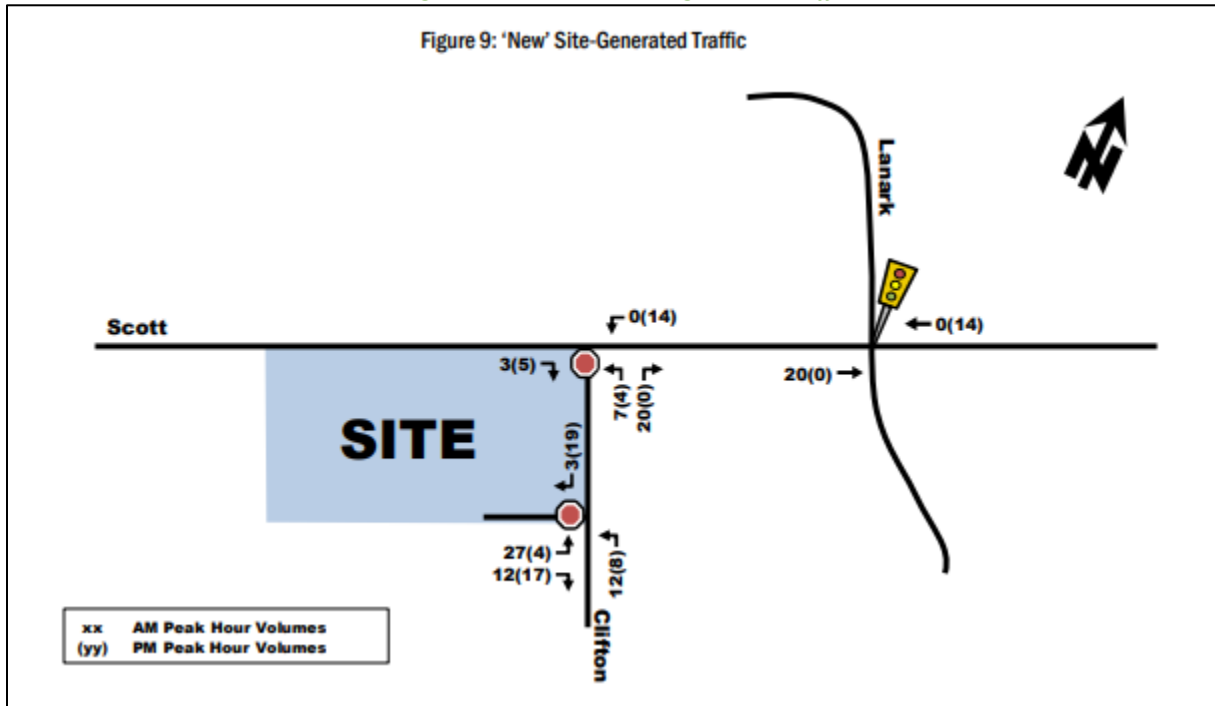 Figure 9: 'New' Site-Generated Traffic
N
Lanark
Scott
0(14)
0(14)
3(5)
7(4)
20(0)
20(0)
SITE
3(19)
27(4)
12(17)
12(8)
Clifton
xx AM Peak Hour Volumes
(yy) PM Peak Hour Volumes